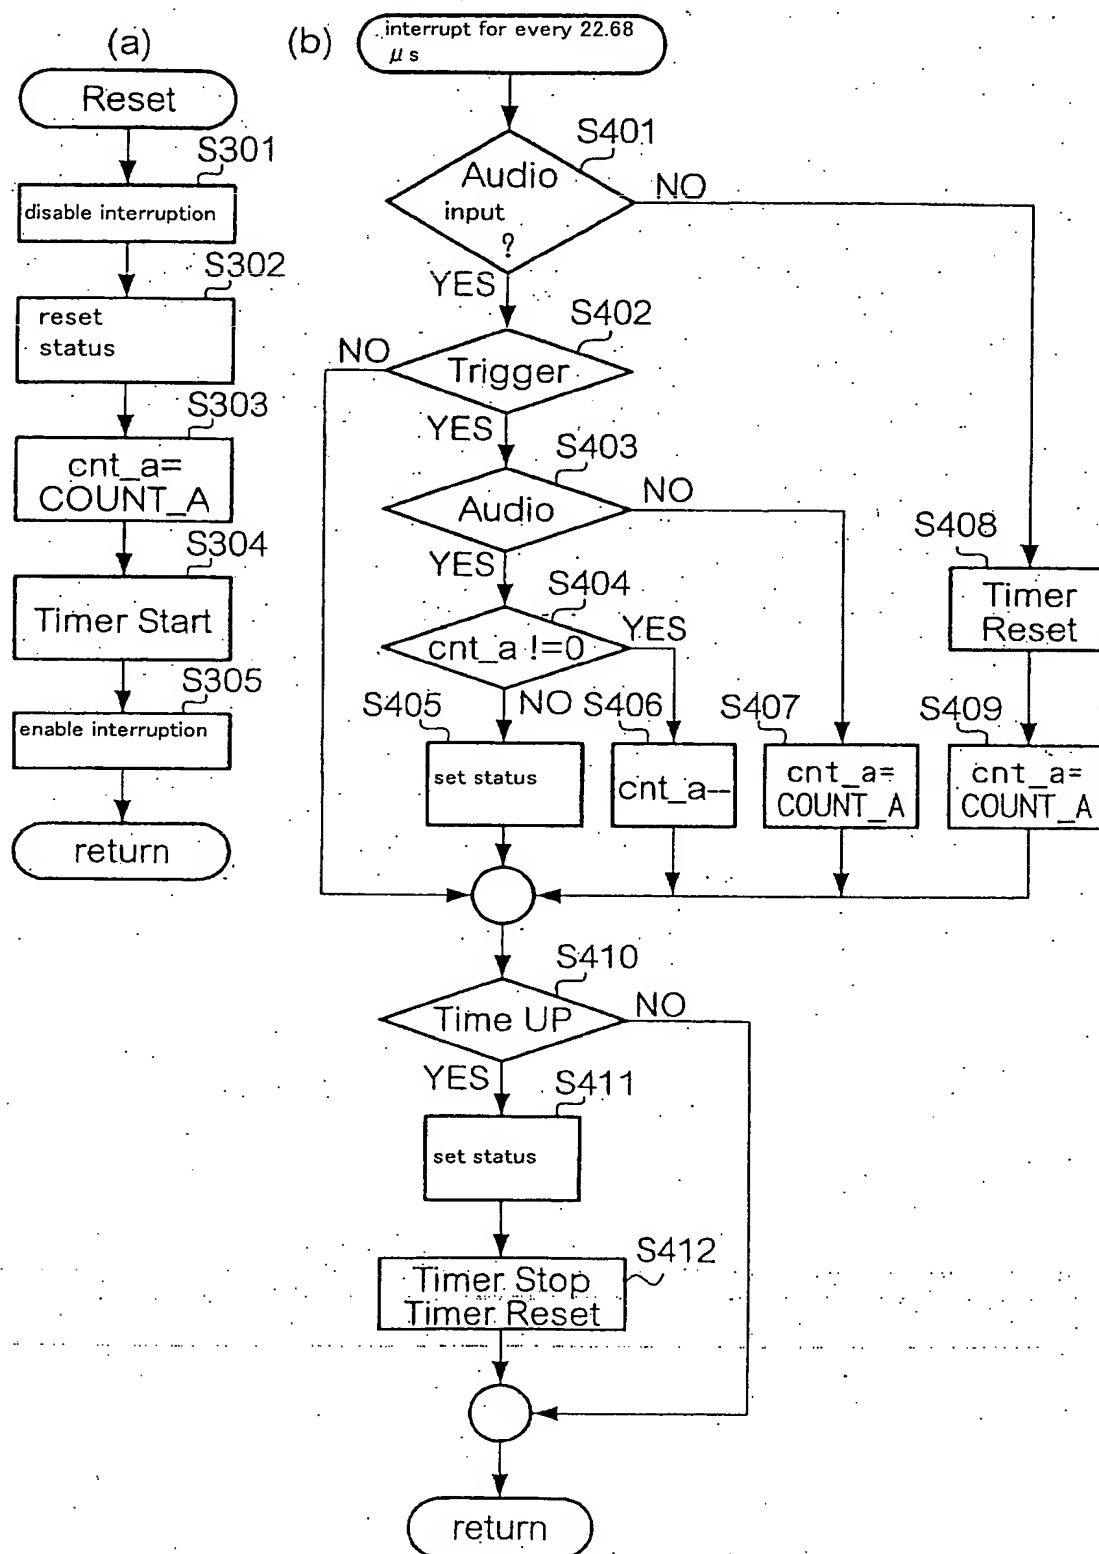 (a)
Reset
S301
disable interruption
S302
reset
status
S303
cnt_a=
COUNT_A
S304
Timer Start
S305
enable interruption
return
(b)
interrupt for every 22.68
μ s
S401
Audio
input
?
NO
YES
S402
NO
Trigger
YES
S403
Audio
NO
YES
S404
cnt_a !=0
YES
NO
S405
set status
S406
cnt_a--
S407
cnt_a=
COUNT_A
S408
Timer
Reset
S409
cnt_a=
COUNT_A
S410
Time UP
NO
YES
S411
set status
S412
Timer Stop
Timer Reset
return